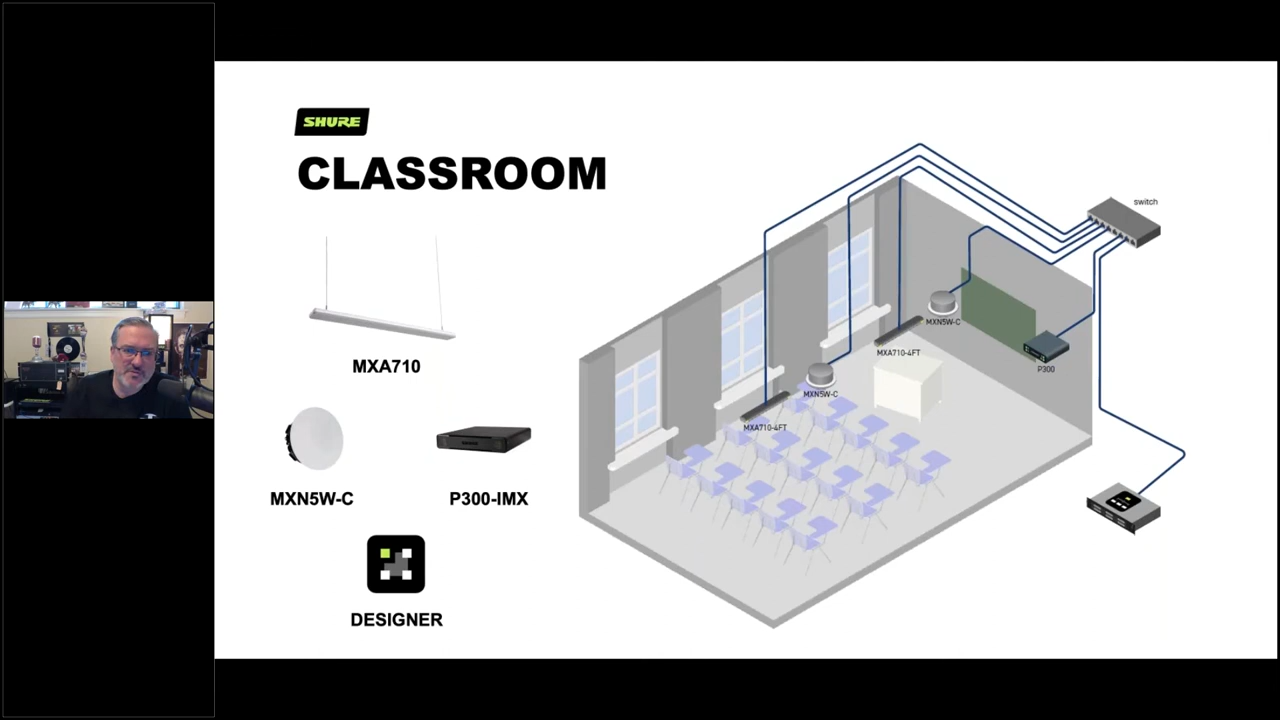 SHURE
CLASSROOM
MXA710
MXN5W-C
P300-IMX
DESIGNER
switch
MXN5W-C
MXA710-4FT
P300
MXN5W-C
MXA710-4FT